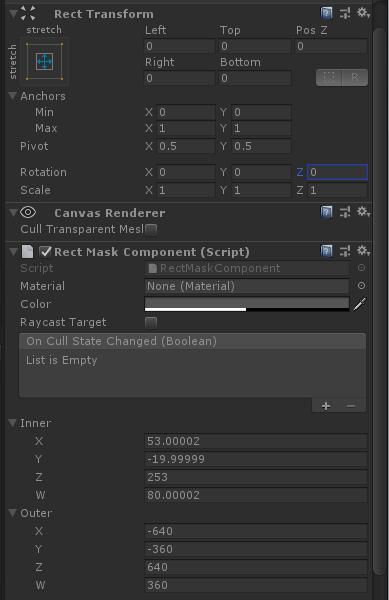 Rect Transform
stretch
Left Top Pos Z
0 0 0
stretch
Right Bottom
0 0
R
Anchors
Min X 0 Y 0
Max X 1 Y 1
Pivot X 0.5 Y 0.5
Rotation X 0 Y 0 Z 0
Scale X 1 Y 1 Z 1
Canvas Renderer
Cull Transparent Mesl
Rect Mask Component (Script)
Script RectMaskComponent
Material None (Material)
Color
Raycast Target
On Cull State Changed (Boolean)
List is Empty
+ −
Inner
X 53.00002
Y -19.99999
Z 253
W 80.00002
Outer
X -640
Y -360
Z 640
W 360